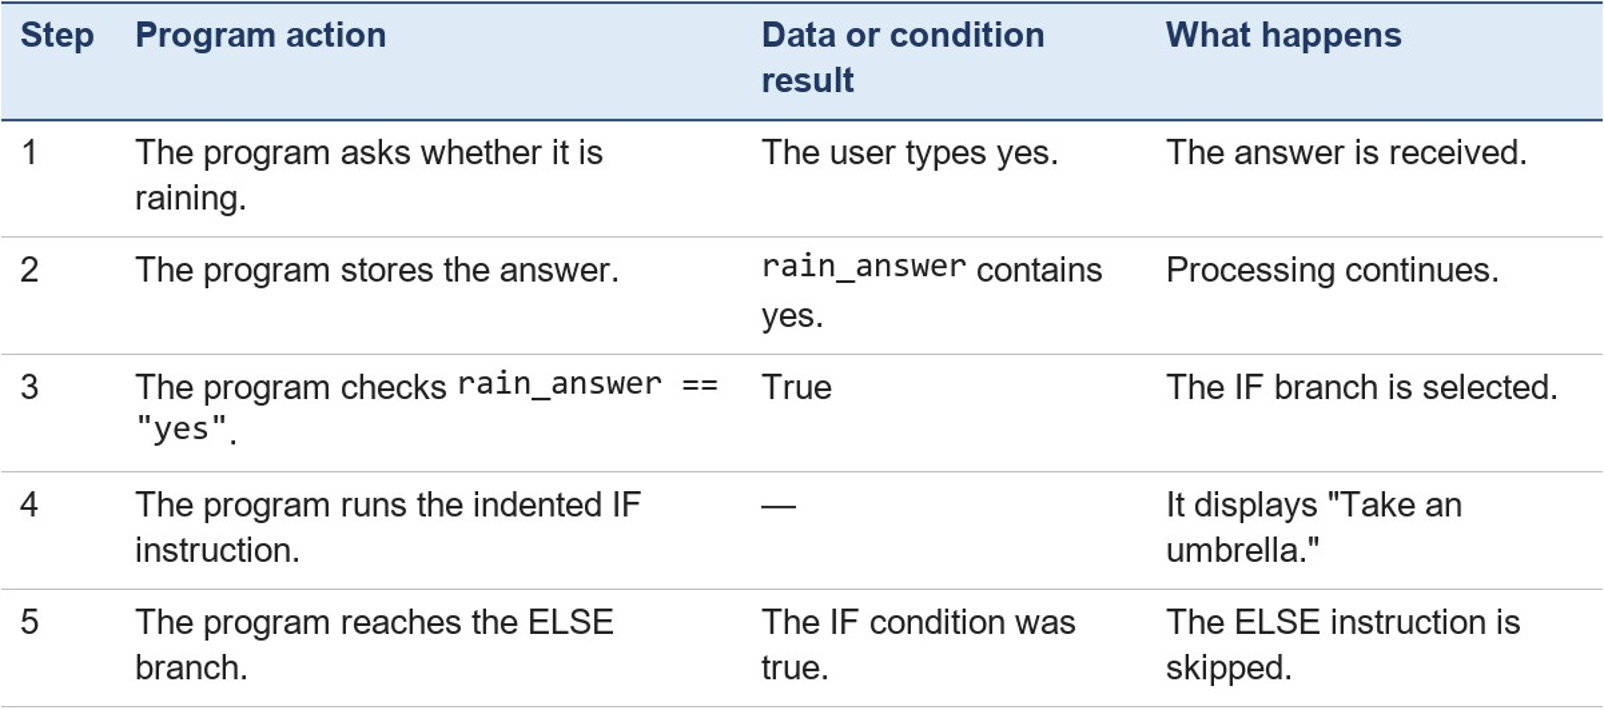 Step Program action Data or condition
result What happens
1 The program asks whether it is
raining. The user types yes. The answer is received.
2 The program stores the answer. rain_answer contains
yes. Processing continues.
3 The program checks rain_answer ==
"yes". True The IF branch is selected.
4 The program runs the indented IF
instruction. — It displays "Take an
umbrella."
5 The program reaches the ELSE
branch. The IF condition was
true. The ELSE instruction is
skipped.